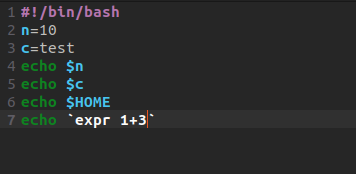 1 #!/bin/bash
2 n=10
3 c=test
4 echo $n
5 echo $c
6 echo $HOME
7 echo `expr 1+3`